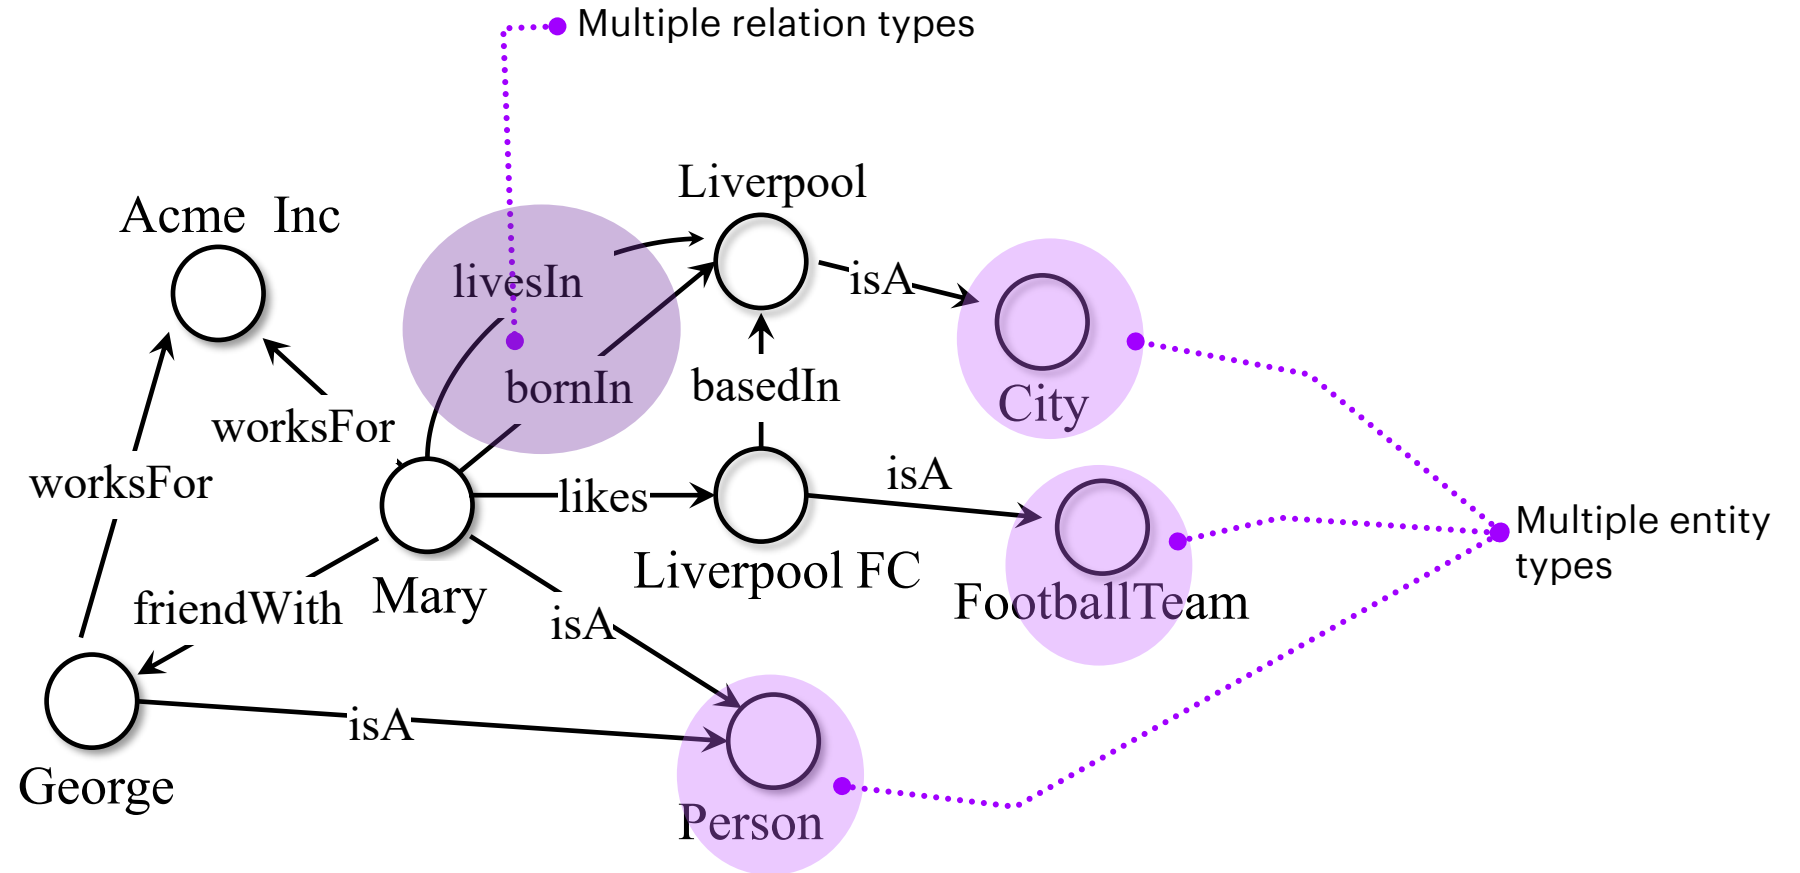 Multiple relation types
Liverpool
Acme Inc
livesIn
isA
bornIn
basedIn
City
worksFor
isA
worksFor
likes
Multiple entity
types
Liverpool FC
Mary
FootballTeam
friendWith
isA
isA
George
Person